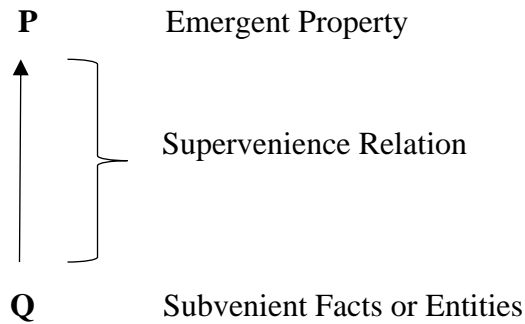 P Emergent Property
Supervenience Relation
Q Subvenient Facts or Entities